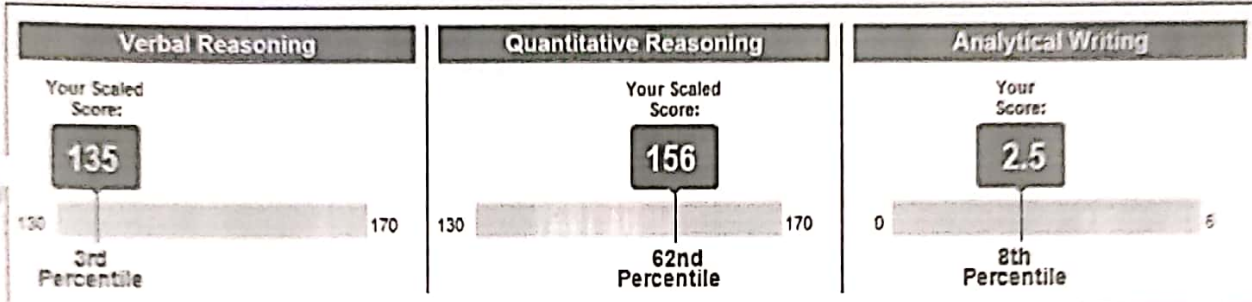 Verbal Reasoning
Your Scaled
Score:
135
130
170
3rd
Percentile
Quantitative Reasoning
Your Scaled
Score:
156
130
170
62nd
Percentile
Analytical Writing
Your
Score:
2.5
0
6
8th
Percentile